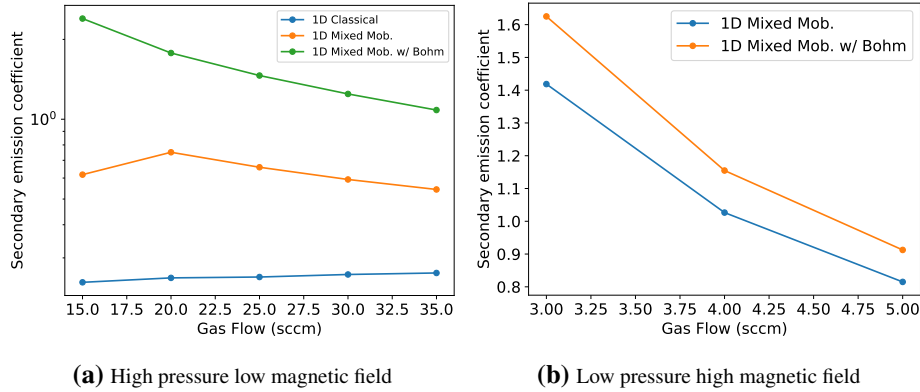 1D Classical
1D Mixed Mob.
1D Mixed Mob. w/ Bohm
Secondary emission coefficient
10⁰
15.0 17.5 20.0 22.5 25.0 27.5 30.0 32.5 35.0
Gas Flow (sccm)
(a) High pressure low magnetic field
1D Mixed Mob.
1D Mixed Mob. w/ Bohm
Secondary emission coefficient
1.6
1.5
1.4
1.3
1.2
1.1
1.0
0.9
0.8
3.00 3.25 3.50 3.75 4.00 4.25 4.50 4.75 5.00
Gas Flow (sccm)
(b) Low pressure high magnetic field